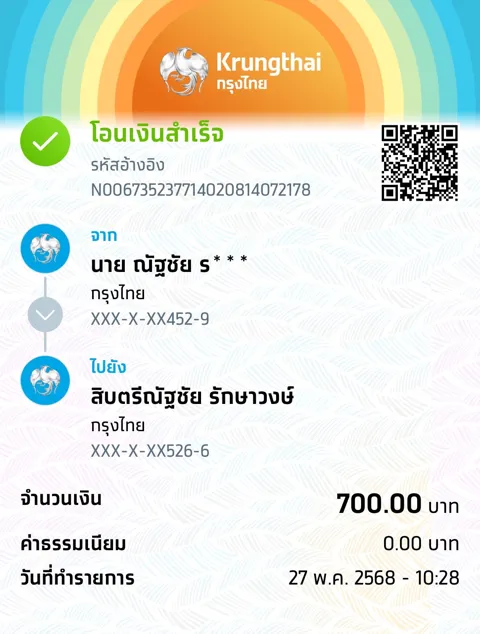 Krungthai
กรุงไทย
โอนเงินสำเร็จ
รหัสอ้างอิง
N006735237714020814072178
จาก
นาย ณัฐชัย ร***
กรุงไทย
XXX-X-XX452-9
ไปยัง
สิบตรีณัฐชัย รักษาวงษ์
กรุงไทย
XXX-X-XX526-6
จำนวนเงิน 700.00 บาท
ค่าธรรมเนียม 0.00 บาท
วันที่ทำรายการ 27 พ.ค. 2568 - 10:28